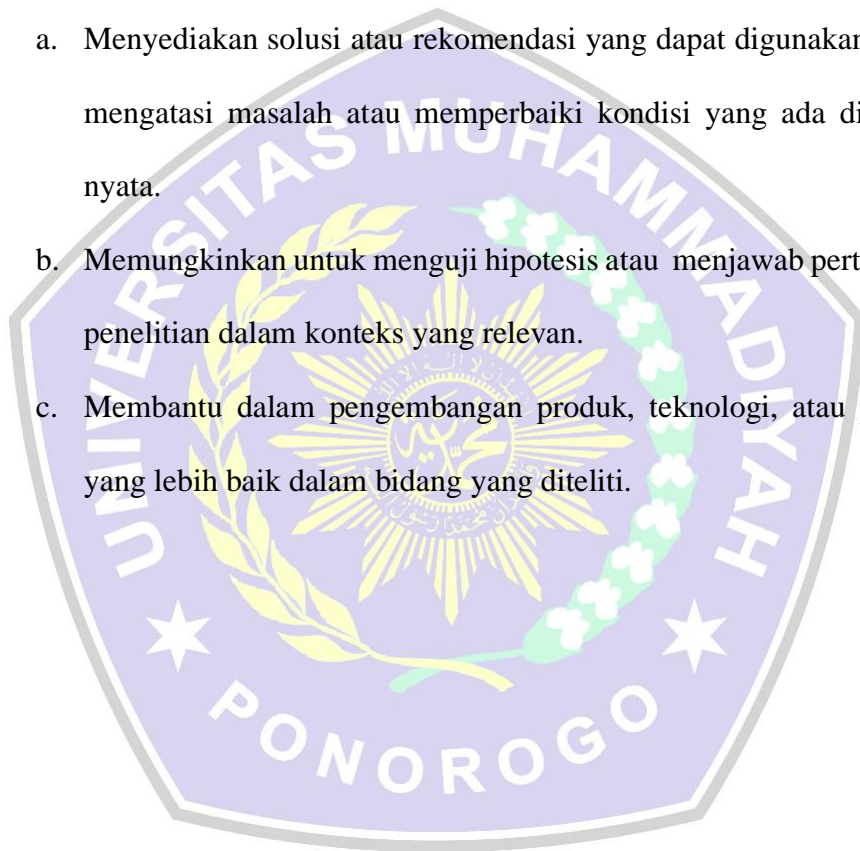 a. Menyediakan solusi atau rekomendasi yang dapat digunakan
mengatasi masalah atau memperbaiki kondisi yang ada di
nyata.
b. Memungkinkan untuk menguji hipotesis atau menjawab pert
penelitian dalam konteks yang relevan.
c. Membantu dalam pengembangan produk, teknologi, atau
yang lebih baik dalam bidang yang diteliti.
UNIVERSITAS MUHAMMADIYAH
PONOROGO